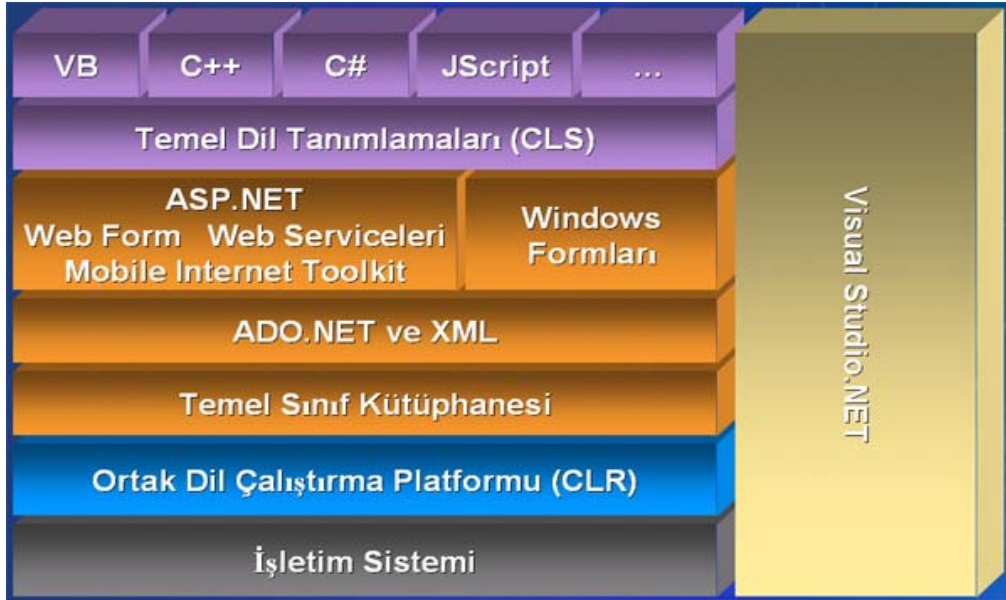 VB
C++
C#
JScript
...
Temel Dil Tanımlamaları (CLS)
ASP.NET
Web Form Web Serviceleri
Mobile Internet Toolkit
Windows
Formları
ADO.NET ve XML
Temel Sınıf Kütüphanesi
Ortak Dil Çalıştırma Platformu (CLR)
İşletim Sistemi
Visual Studio.NET